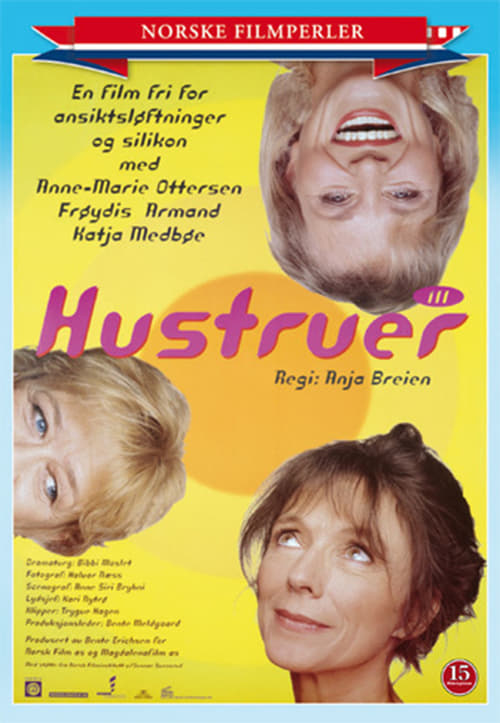 NORSKE FILMPERLER
En film fri for
ansiktsløftninger
og silikon
med
Anne-Marie Ottersen
Frøydis Armand
Katja Medbøe
Hustruer III
Regi: Anja Breien
Dramaturg: Bibbi Moslet
Fotograf: Halvor Næss
Scenograf: Anne Siri Bryhni
Lydsjef: Kari Nytrø
Klipper: Trygve Hagen
Produksjonsleder: Bente Meldgaard
Produsert av Bente Erichsen for
Norsk Film as og Magdalenafilm as
15